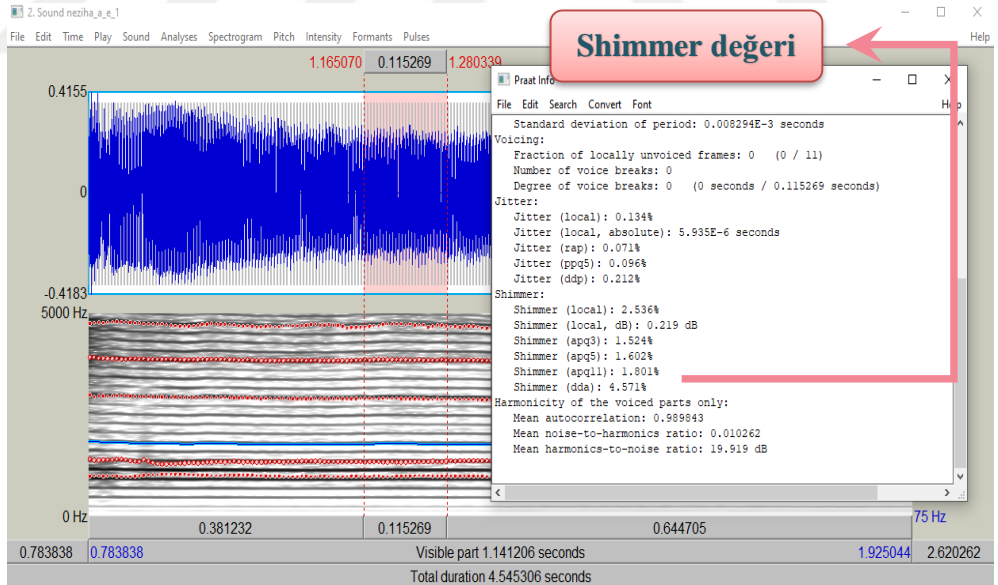 2. Sound neziha_a_e_1
File Edit Time Play Sound Analyses Spectrogram Pitch Intensity Formants Pulses Help
Shimmer değeri
1.165070 0.115269 1.280339
0.4155
0
-0.4183
5000 Hz
0 Hz
75 Hz
Praat Info
File Edit Search Convert Font
Standard deviation of period: 0.008294E-3 seconds
Voicing:
Fraction of locally unvoiced frames: 0 (0 / 11)
Number of voice breaks: 0
Degree of voice breaks: 0 (0 seconds / 0.115269 seconds)
Jitter:
Jitter (local): 0.134%
Jitter (local, absolute): 5.935E-6 seconds
Jitter (rap): 0.071%
Jitter (ppq5): 0.096%
Jitter (ddp): 0.212%
Shimmer:
Shimmer (local): 2.536%
Shimmer (local, dB): 0.219 dB
Shimmer (apq3): 1.524%
Shimmer (apq5): 1.602%
Shimmer (apq11): 1.801%
Shimmer (dda): 4.571%
Harmonicity of the voiced parts only:
Mean autocorrelation: 0.989843
Mean noise-to-harmonics ratio: 0.010262
Mean harmonics-to-noise ratio: 19.919 dB
0.381232 0.115269 0.644705
0.783838 0.783838 Visible part 1.141206 seconds 1.925044 2.620262
Total duration 4.545306 seconds